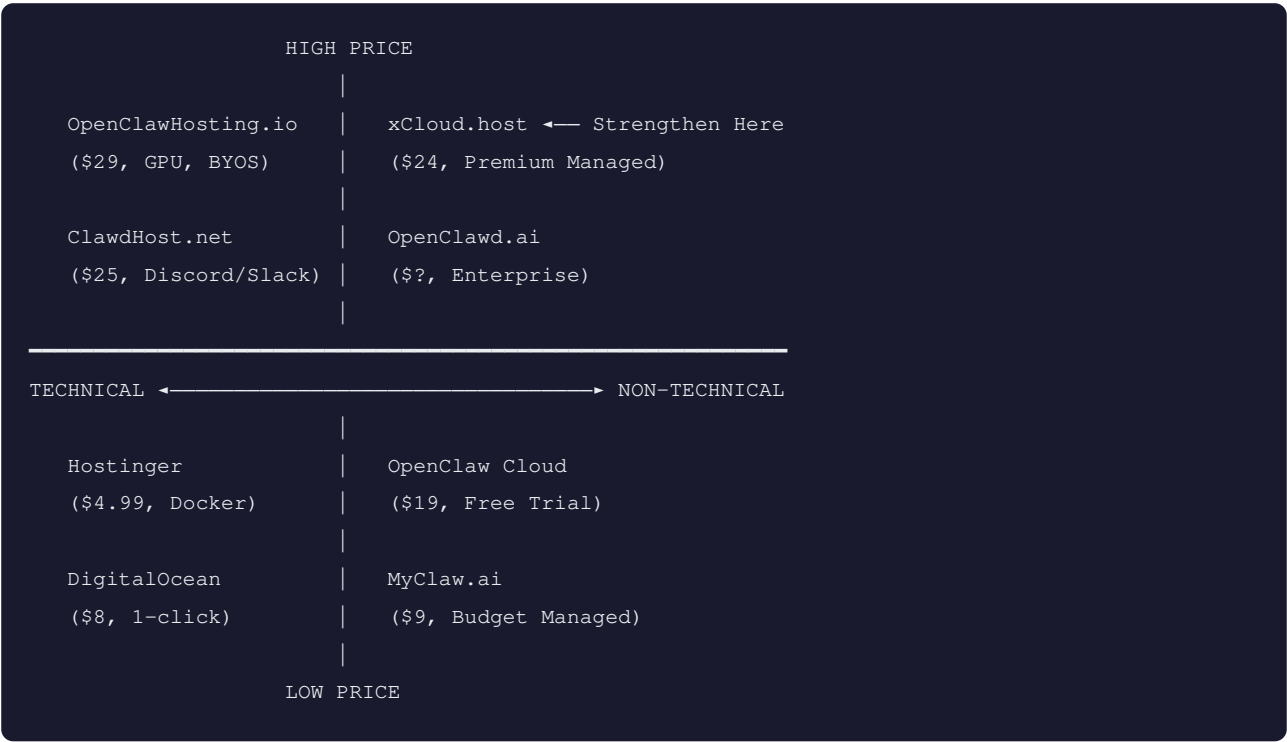 HIGH PRICE
OpenClawHosting.io │ xCloud.host ◄── Strengthen Here
($29, GPU, BYOS) │ ($24, Premium Managed)
ClawdHost.net │ OpenClawd.ai
($25, Discord/Slack) │ ($?, Enterprise)
TECHNICAL ◄──────────────────────────────────► NON-TECHNICAL
Hostinger │ OpenClaw Cloud
($4.99, Docker) │ ($19, Free Trial)
DigitalOcean │ MyClaw.ai
($8, 1-click) │ ($9, Budget Managed)
LOW PRICE